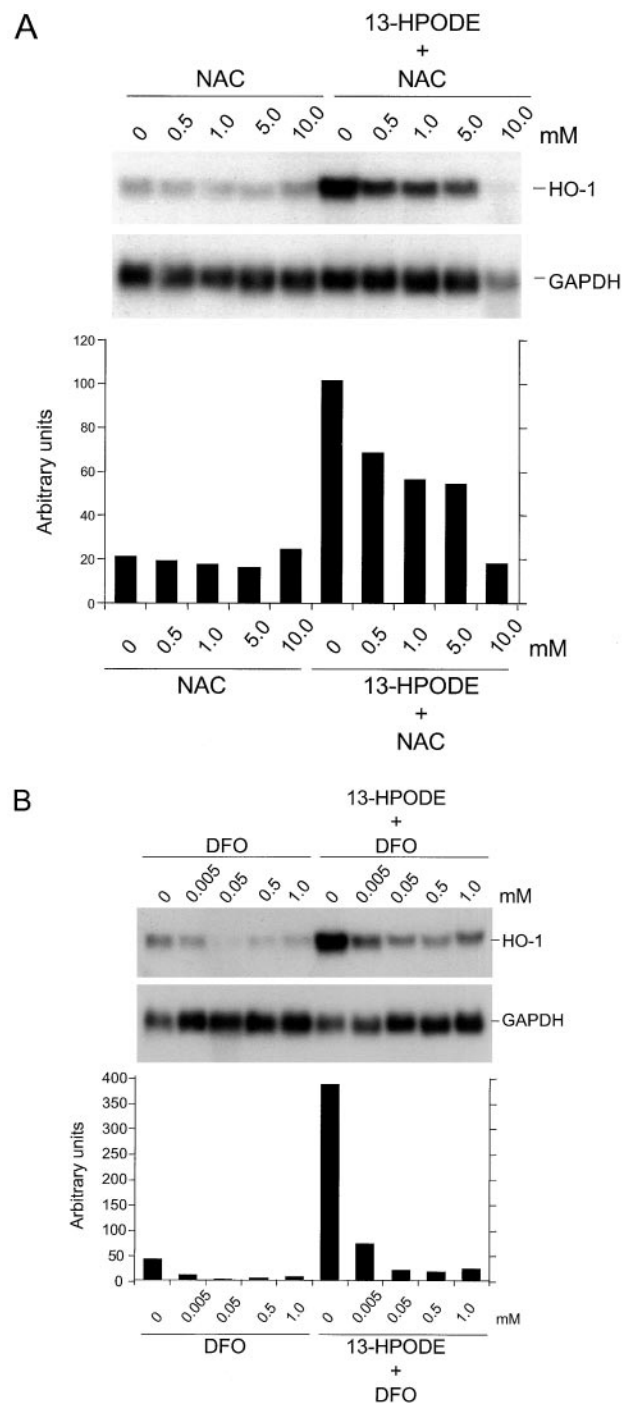 A
13-HPODE
+
NAC NAC
0 0.5 1.0 5.0 10.0 0 0.5 1.0 5.0 10.0 mM
HO-1
GAPDH
120
100
80
60
40
20
0
Arbitrary units
0 0.5 1.0 5.0 10.0 0 0.5 1.0 5.0 10.0 mM
NAC 13-HPODE
+
NAC
B
13-HPODE
+
DFO DFO
0 0.005 0.05 0.5 1.0 0 0.005 0.05 0.5 1.0 mM
HO-1
GAPDH
400
350
300
250
200
150
100
50
0
Arbitrary units
0 0.005 0.05 0.5 1.0 0 0.005 0.05 0.5 1.0 mM
DFO 13-HPODE
+
DFO